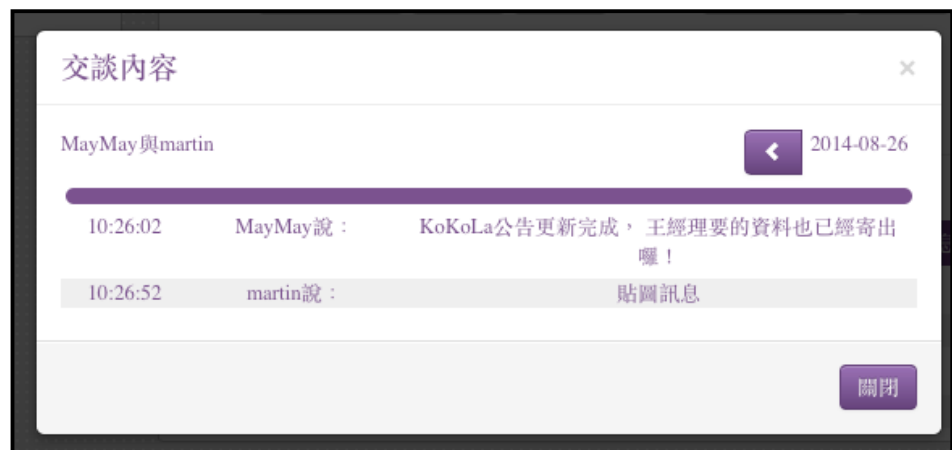 交談內容
×
MayMay與martin
2014-08-26
10:26:02 MayMay說： KoKoLa公告更新完成， 王經理要的資料也已經寄出
囉！
10:26:52 martin說： 貼圖訊息
關閉